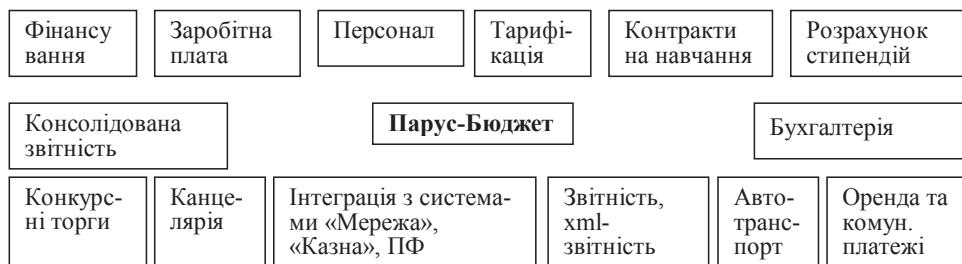 Фінансу
вання
Заробітна
плата
Персонал
Тарифі-
кація
Контракти
на навчання
Розрахунок
стипендій
Консолідована
звітність
Парус-Бюджет
Бухгалтерія
Конкурс-
ні торги
Канце-
лярія
Інтеграція з система-
ми «Мережа»,
«Казна», ПФ
Звітність,
xml-
звітність
Авто-
транс-
порт
Оренда та
комун.
платежі